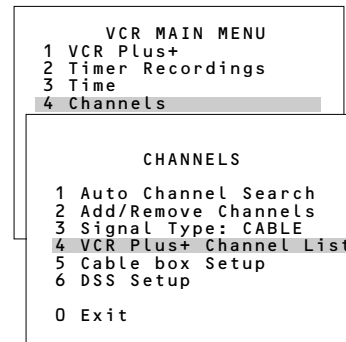 VCR MAIN MENU
1 VCR Plus+
2 Timer Recordings
3 Time
4 Channels
CHANNELS
1 Auto Channel Search
2 Add/Remove Channels
3 Signal Type: CABLE
4 VCR Plus+ Channel List
5 Cable box Setup
6 DSS Setup
0 Exit